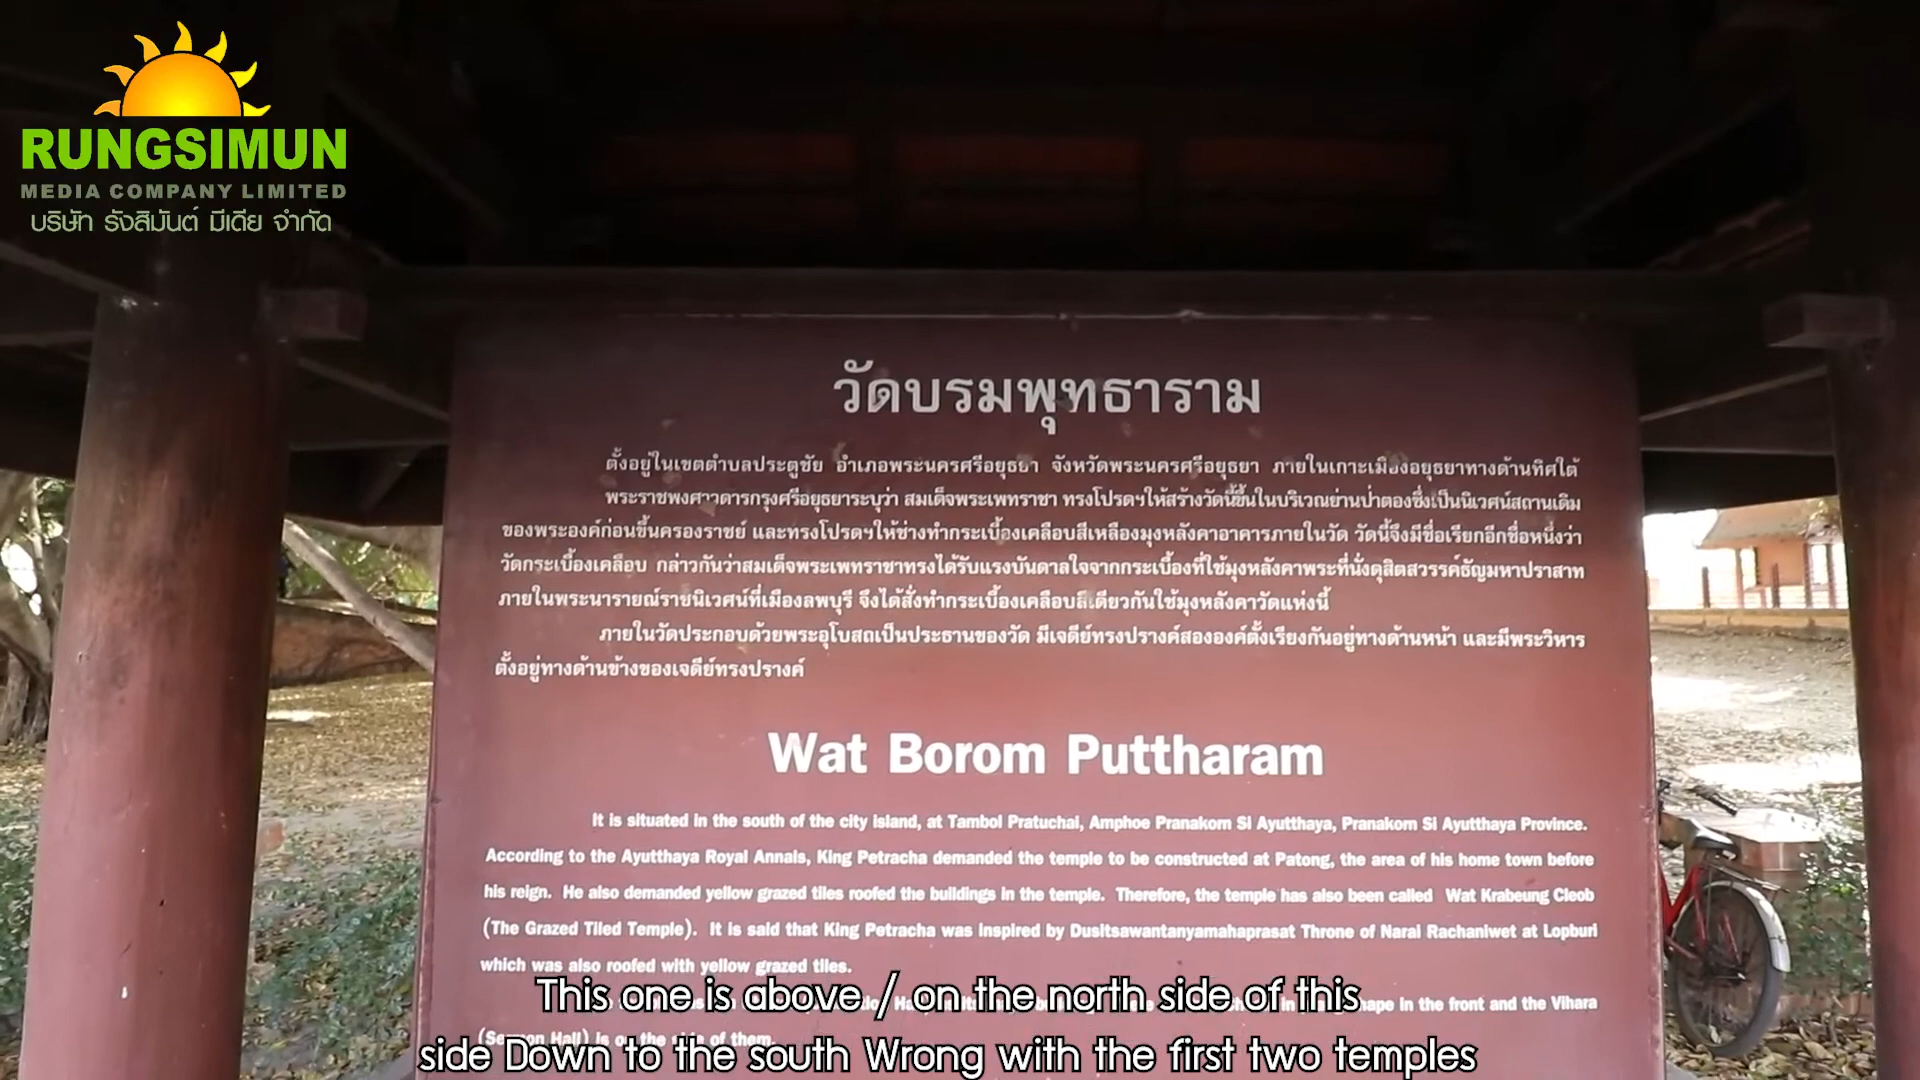 RUNGSIMUN
MEDIA COMPANY LIMITED
บริษัท รังสิมันต์ มีเดีย จำกัด
วัดบรมพุทธาราม
ตั้งอยู่ในเขตตำบลประตูชัย อำเภอพระนครศรีอยุธยา จังหวัดพระนครศรีอยุธยา ภายในเกาะเมืองอยุธยาทางด้านทิศใต้
พระราชพงศาวดารกรุงศรีอยุธยาระบุว่า สมเด็จพระเพทราชา ทรงโปรดฯให้สร้างวัดนี้ขึ้นในบริเวณย่านป่าตองซึ่งเป็นนิเวศน์สถานเดิม
ของพระองค์ก่อนขึ้นครองราชย์ และทรงโปรดฯให้ช่างทำกระเบื้องเคลือบสีเหลืองมุงหลังคาอาคารภายในวัด วัดนี้จึงมีชื่อเรียกอีกชื่อหนึ่งว่า
วัดกระเบื้องเคลือบ กล่าวกันว่าสมเด็จพระเพทราชาทรงได้รับแรงบันดาลใจจากกระเบื้องที่ใช้มุงหลังคาพระที่นั่งดุสิตสวรรค์ธัญมหาปราสาท
ภายในพระนารายณ์ราชนิเวศน์ที่เมืองลพบุรี จึงได้สั่งทำกระเบื้องเคลือบสีเดียวกันใช้มุงหลังคาวัดแห่งนี้
ภายในวัดประกอบด้วยพระอุโบสถเป็นประธานของวัด มีเจดีย์ทรงปรางค์สององค์ตั้งเรียงกันอยู่ทางด้านหน้า และมีพระวิหาร
ตั้งอยู่ทางด้านข้างของเจดีย์ทรงปรางค์
Wat Borom Puttharam
It is situated in the south of the city island, at Tambol Pratuchai, Amphoe Pranakorn Si Ayutthaya, Pranakorn Si Ayutthaya Province.
According to the Ayutthaya Royal Annals, King Petracha demanded the temple to be constructed at Patong, the area of his home town before
his reign. He also demanded yellow grazed tiles roofed the buildings in the temple. Therefore, the temple has also been called Wat Krabeung Cleob
(The Grazed Tiled Temple). It is said that King Petracha was inspired by Dusitsawantanyamahaprasat Throne of Narai Rachaniwet at Lopburi
which was also roofed with yellow grazed tiles.
in the front and the Vihara
is on the side of them.
This one is above / on the north side of this
side Down to the south Wrong with the first two temples